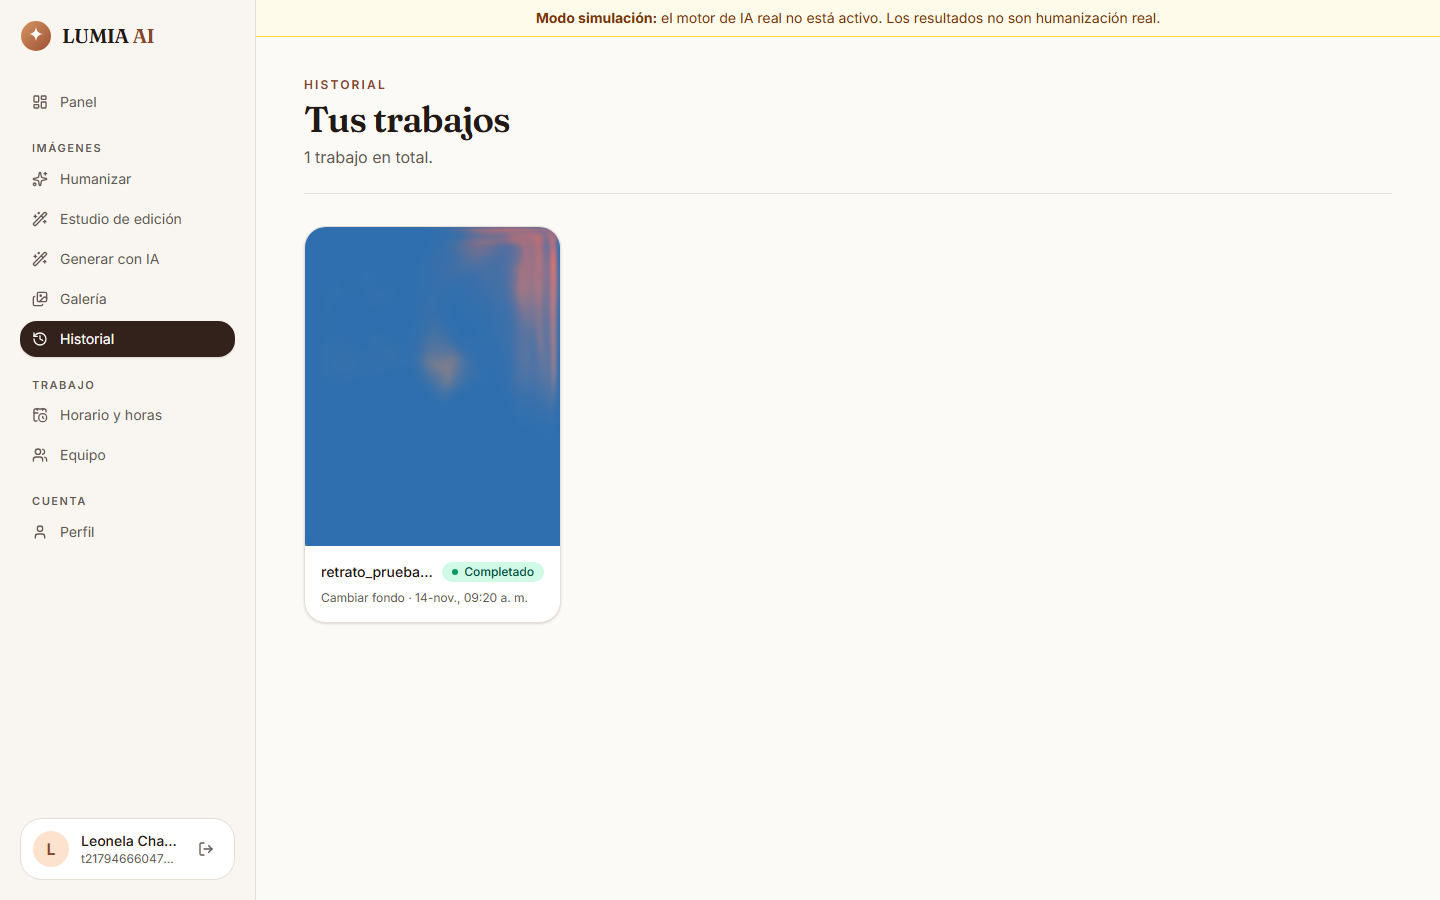 LUMIA AI
Panel
IMÁGENES
Humanizar
Estudio de edición
Generar con IA
Galería
Historial
TRABAJO
Horario y horas
Equipo
CUENTA
Perfil
L
Leonela Cha...
t21794666047...
Modo simulación: el motor de IA real no está activo. Los resultados no son humanización real.
HISTORIAL
Tus trabajos
1 trabajo en total.
retrato_prueba... Completado
Cambiar fondo · 14-nov., 09:20 a. m.